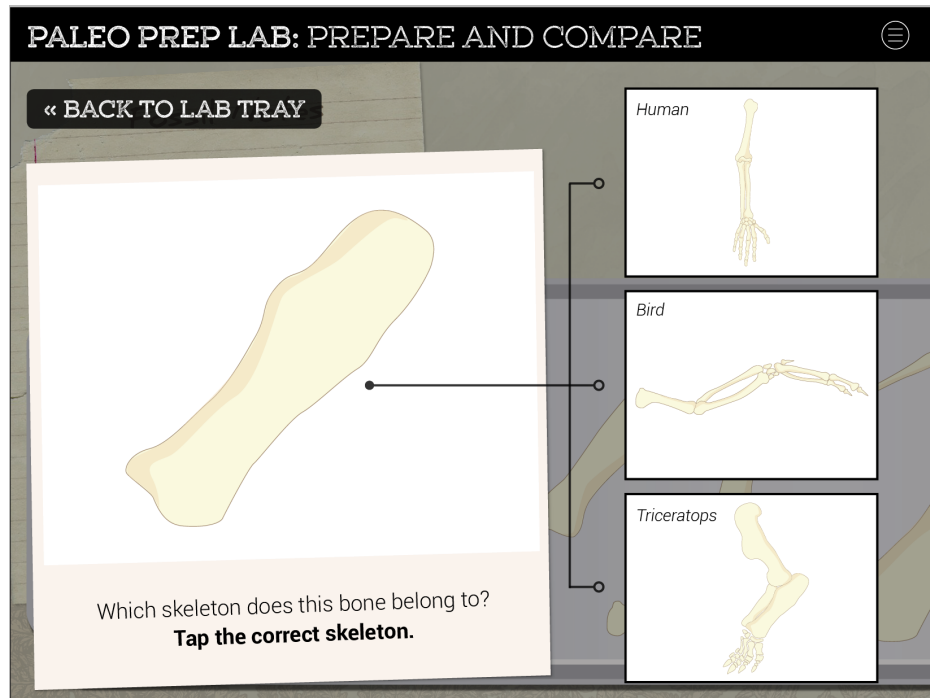 PALEO PREP LAB: PREPARE AND COMPARE
« BACK TO LAB TRAY
Human
Bird
Triceratops
Which skeleton does this bone belong to?
Tap the correct skeleton.